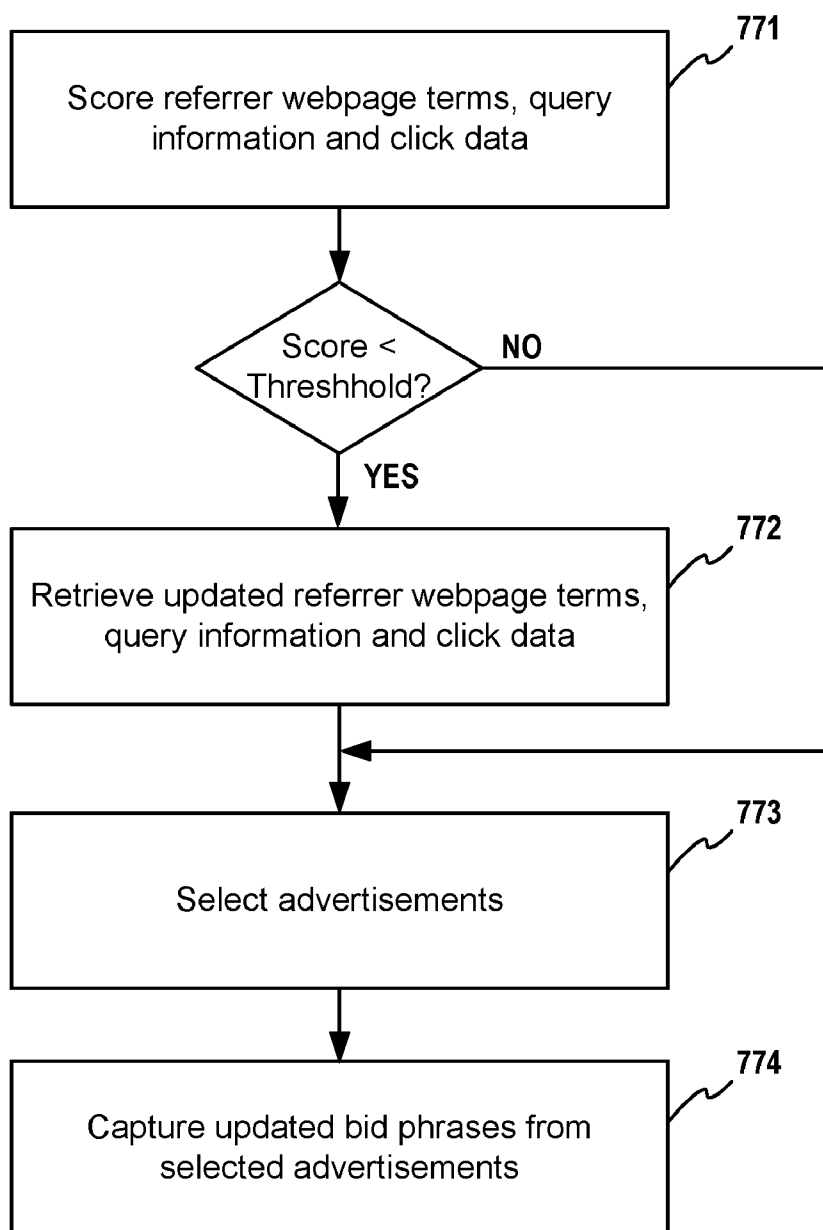 771
Score referrer webpage terms, query
information and click data
Score <
Threshhold?
NO
YES
772
Retrieve updated referrer webpage terms,
query information and click data
773
Select advertisements
774
Capture updated bid phrases from
selected advertisements